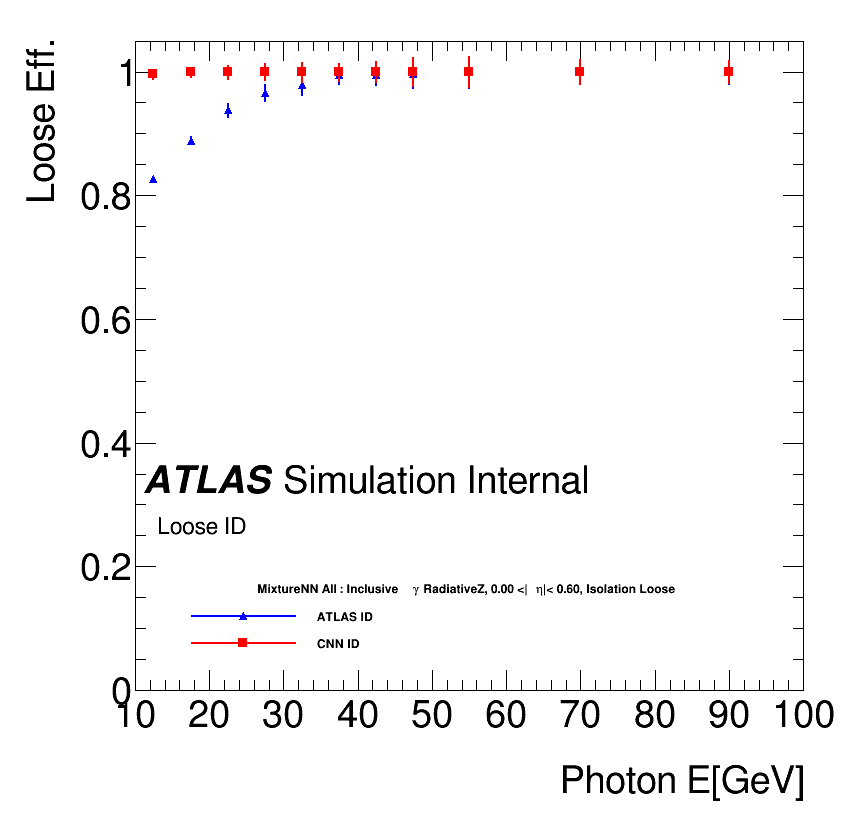 Loose Eff.
1
0.8
0.6
0.4
ATLAS Simulation Internal
Loose ID
0.2
MixtureNN All : Inclusive γ RadiativeZ, 0.00 <| η|< 0.60, Isolation Loose
ATLAS ID
CNN ID
0
10 20 30 40 50 60 70 80 90 100
Photon E[GeV]